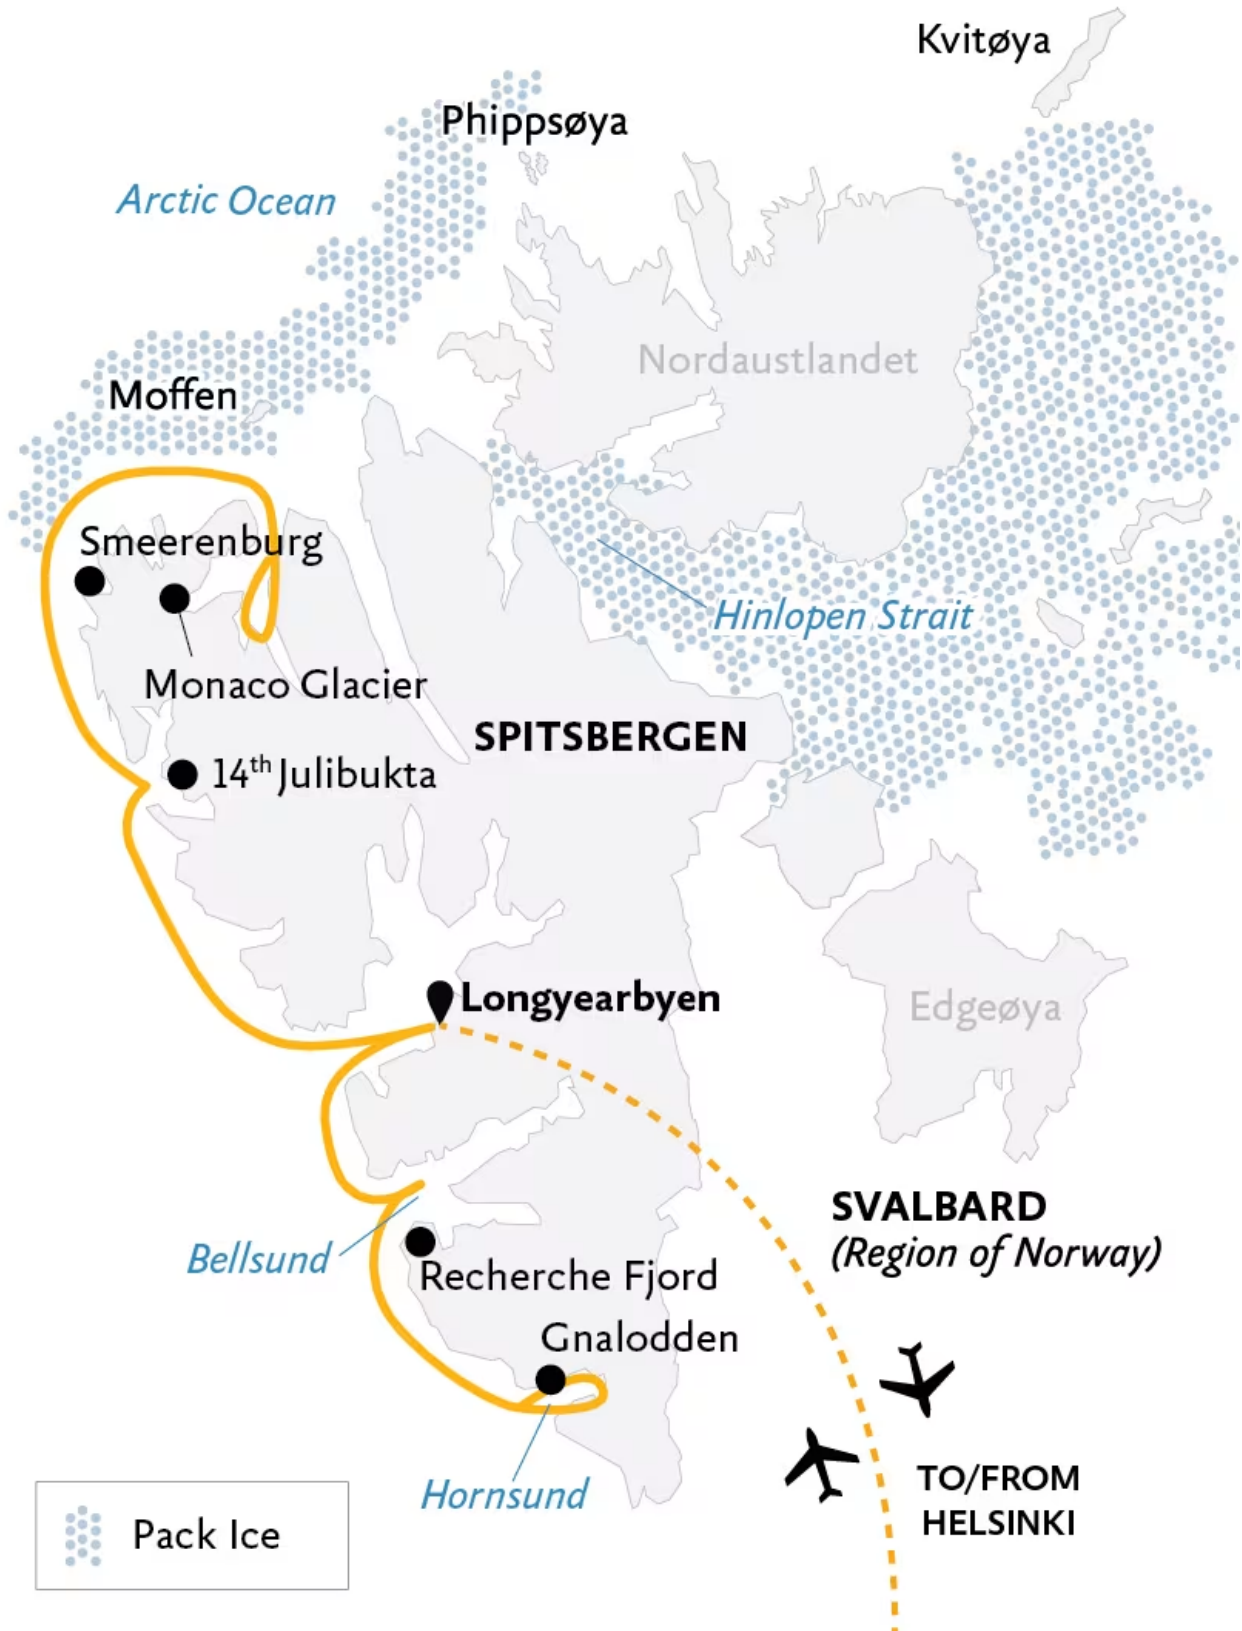 Kvitøya
Phippsøya
Arctic Ocean
Nordaustlandet
Moffen
Smeerenburg
Hinlopen Strait
Monaco Glacier
SPITSBERGEN
14th Julibukta
Longyearbyen
Edgeøya
SVALBARD
(Region of Norway)
Bellsund
Recherche Fjord
Gnalodden
Hornsund
TO/FROM
HELSINKI
Pack Ice